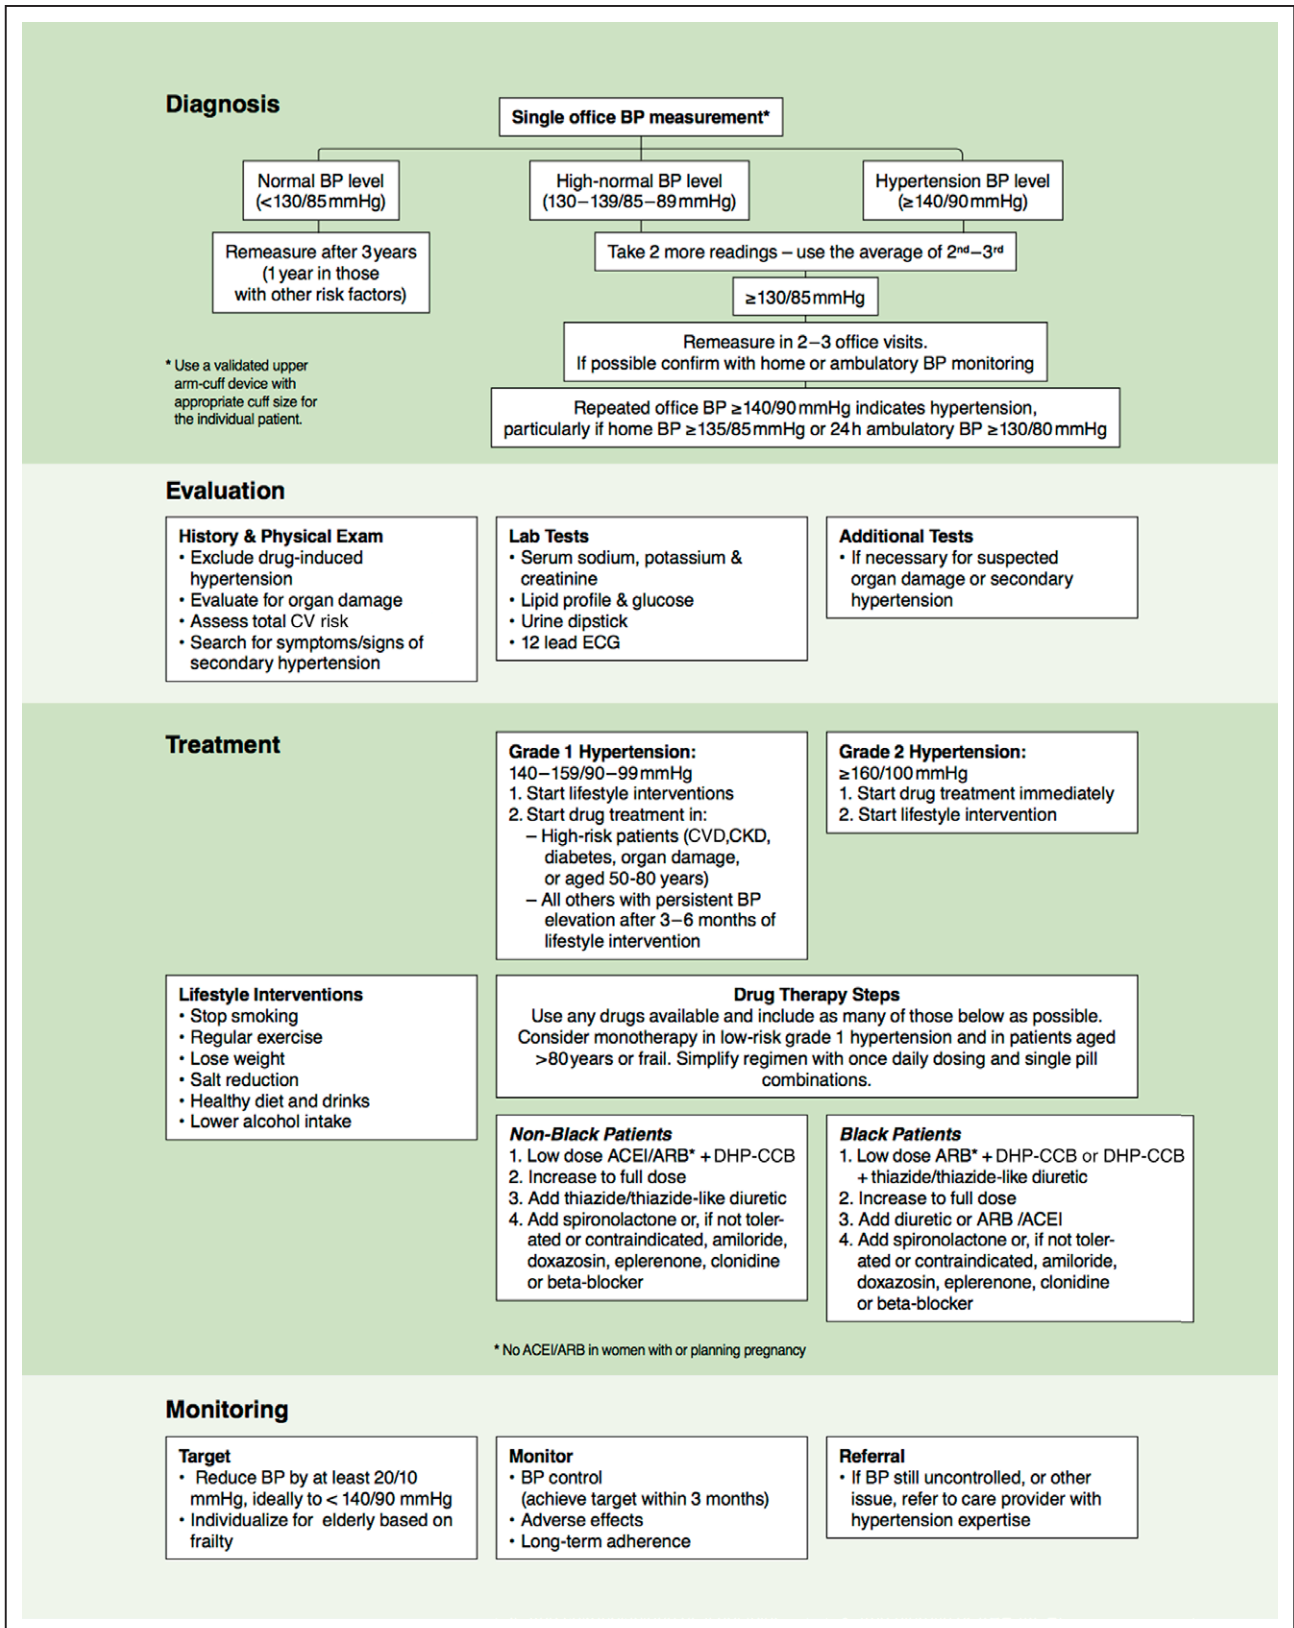 Diagnosis
Single office BP measurement*
Normal BP level
(<130/85 mmHg)
High-normal BP level
(130–139/85–89 mmHg)
Hypertension BP level
(≥140/90 mmHg)
Remeasure after 3 years
(1 year in those
with other risk factors)
Take 2 more readings – use the average of 2nd–3rd
≥130/85 mmHg
Remeasure in 2–3 office visits.
If possible confirm with home or ambulatory BP monitoring
* Use a validated upper
arm-cuff device with
appropriate cuff size for
the individual patient.
Repeated office BP ≥140/90 mmHg indicates hypertension,
particularly if home BP ≥135/85 mmHg or 24 h ambulatory BP ≥130/80 mmHg
Evaluation
History & Physical Exam
• Exclude drug-induced
hypertension
• Evaluate for organ damage
• Assess total CV risk
• Search for symptoms/signs of
secondary hypertension
Lab Tests
• Serum sodium, potassium &
creatinine
• Lipid profile & glucose
• Urine dipstick
• 12 lead ECG
Additional Tests
• If necessary for suspected
organ damage or secondary
hypertension
Treatment
Grade 1 Hypertension:
140–159/90–99 mmHg
1. Start lifestyle interventions
2. Start drug treatment in:
– High-risk patients (CVD,CKD,
diabetes, organ damage,
or aged 50-80 years)
– All others with persistent BP
elevation after 3–6 months of
lifestyle intervention
Grade 2 Hypertension:
≥160/100 mmHg
1. Start drug treatment immediately
2. Start lifestyle intervention
Lifestyle Interventions
• Stop smoking
• Regular exercise
• Lose weight
• Salt reduction
• Healthy diet and drinks
• Lower alcohol intake
Drug Therapy Steps
Use any drugs available and include as many of those below as possible.
Consider monotherapy in low-risk grade 1 hypertension and in patients aged
>80 years or frail. Simplify regimen with once daily dosing and single pill
combinations.
Non-Black Patients
1. Low dose ACEI/ARB* + DHP-CCB
2. Increase to full dose
3. Add thiazide/thiazide-like diuretic
4. Add spironolactone or, if not toler-
ated or contraindicated, amiloride,
doxazosin, eplerenone, clonidine
or beta-blocker
Black Patients
1. Low dose ARB* + DHP-CCB or DHP-CCB
+ thiazide/thiazide-like diuretic
2. Increase to full dose
3. Add diuretic or ARB /ACEI
4. Add spironolactone or, if not toler-
ated or contraindicated, amiloride,
doxazosin, eplerenone, clonidine
or beta-blocker
* No ACEI/ARB in women with or planning pregnancy
Monitoring
Target
• Reduce BP by at least 20/10
mmHg, ideally to < 140/90 mmHg
• Individualize for elderly based on
frailty
Monitor
• BP control
(achieve target within 3 months)
• Adverse effects
• Long-term adherence
Referral
• If BP still uncontrolled, or other
issue, refer to care provider with
hypertension expertise